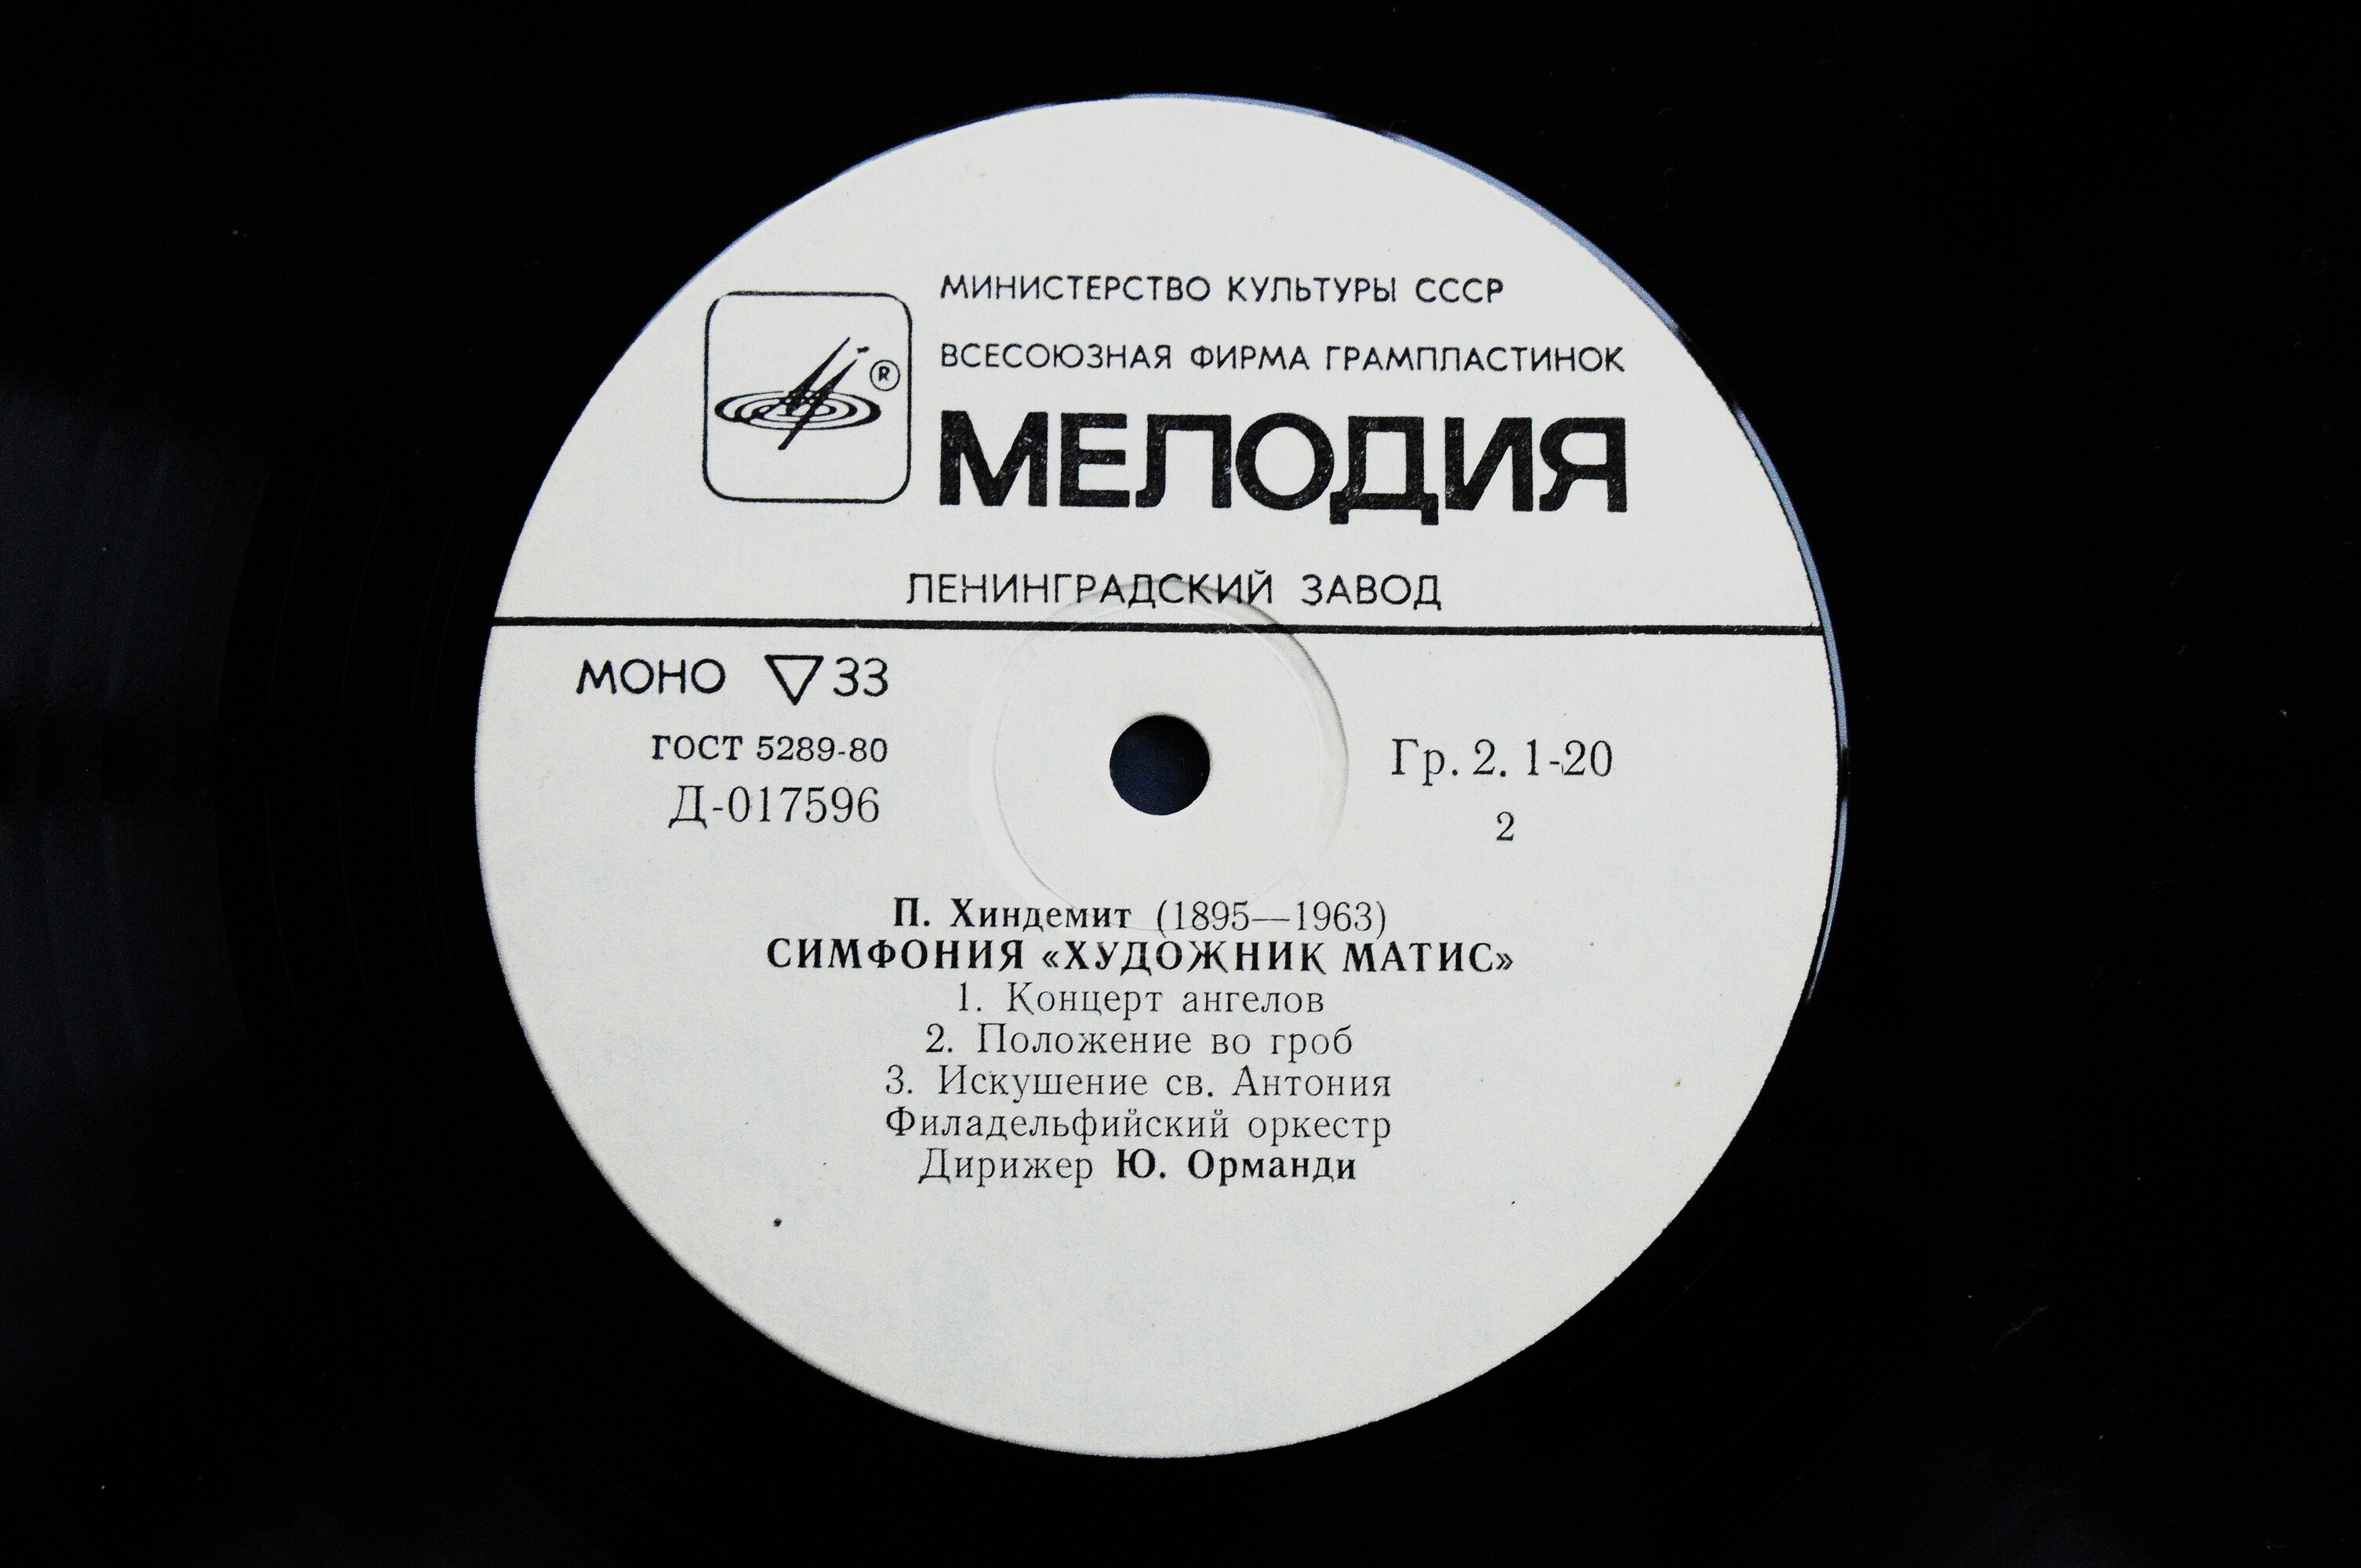 МИНИСТЕРСТВО КУЛЬТУРЫ СССР
ВСЕСОЮЗНАЯ ФИРМА ГРАМПЛАСТИНОК
®
МЕЛОДИЯ
ЛЕНИНГРАДСКИЙ ЗАВОД
МОНО ▽33
ГОСТ 5289-80
Д-017596
Гр. 2. 1-20
2
П. Хиндемит (1895—1963)
СИМФОНИЯ «ХУДОЖНИК МАТИС»
1. Концерт ангелов
2. Положение во гроб
3. Искушение св. Антония
Филадельфийский оркестр
Дирижер Ю. Орманди